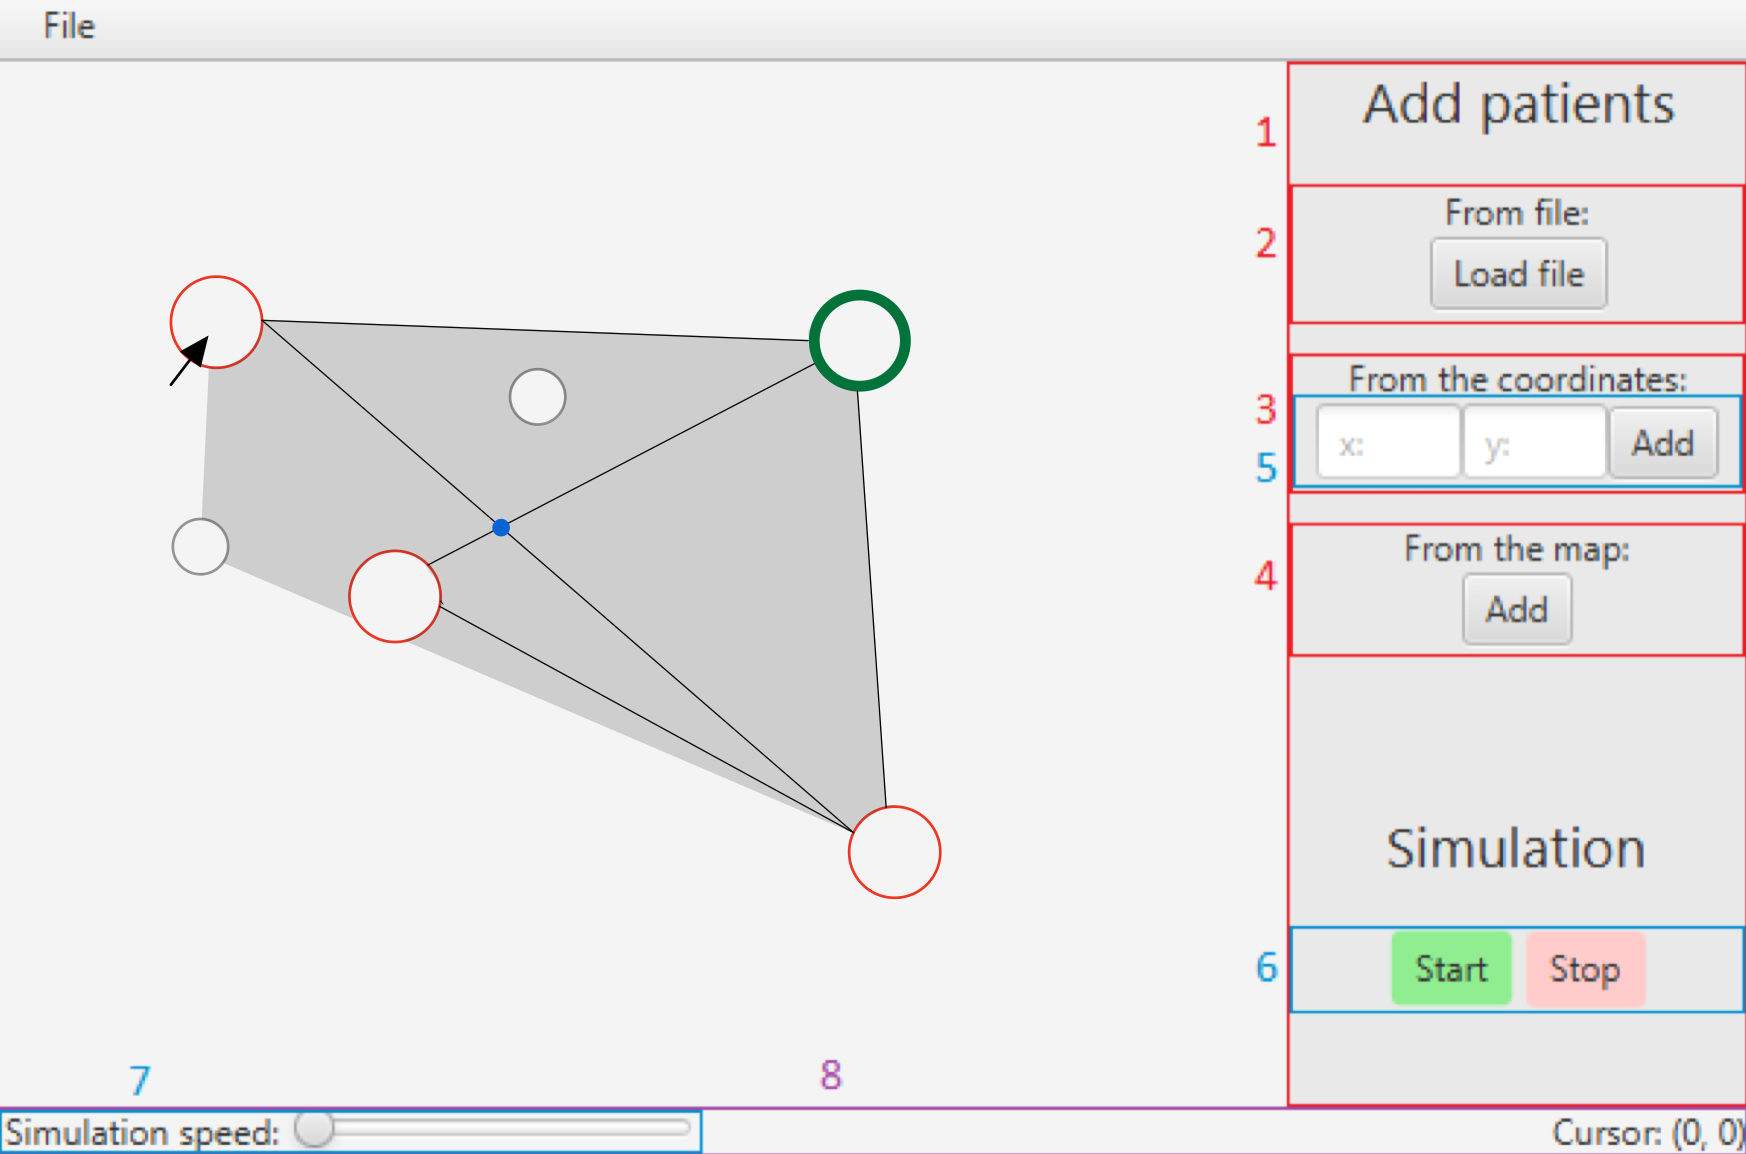 File
Add patients
1
From file:
2
Load file
From the coordinates:
3
x: y: Add
5
From the map:
4
Add
Simulation
6
Start Stop
7
8
Simulation speed:
Cursor: (0, 0)